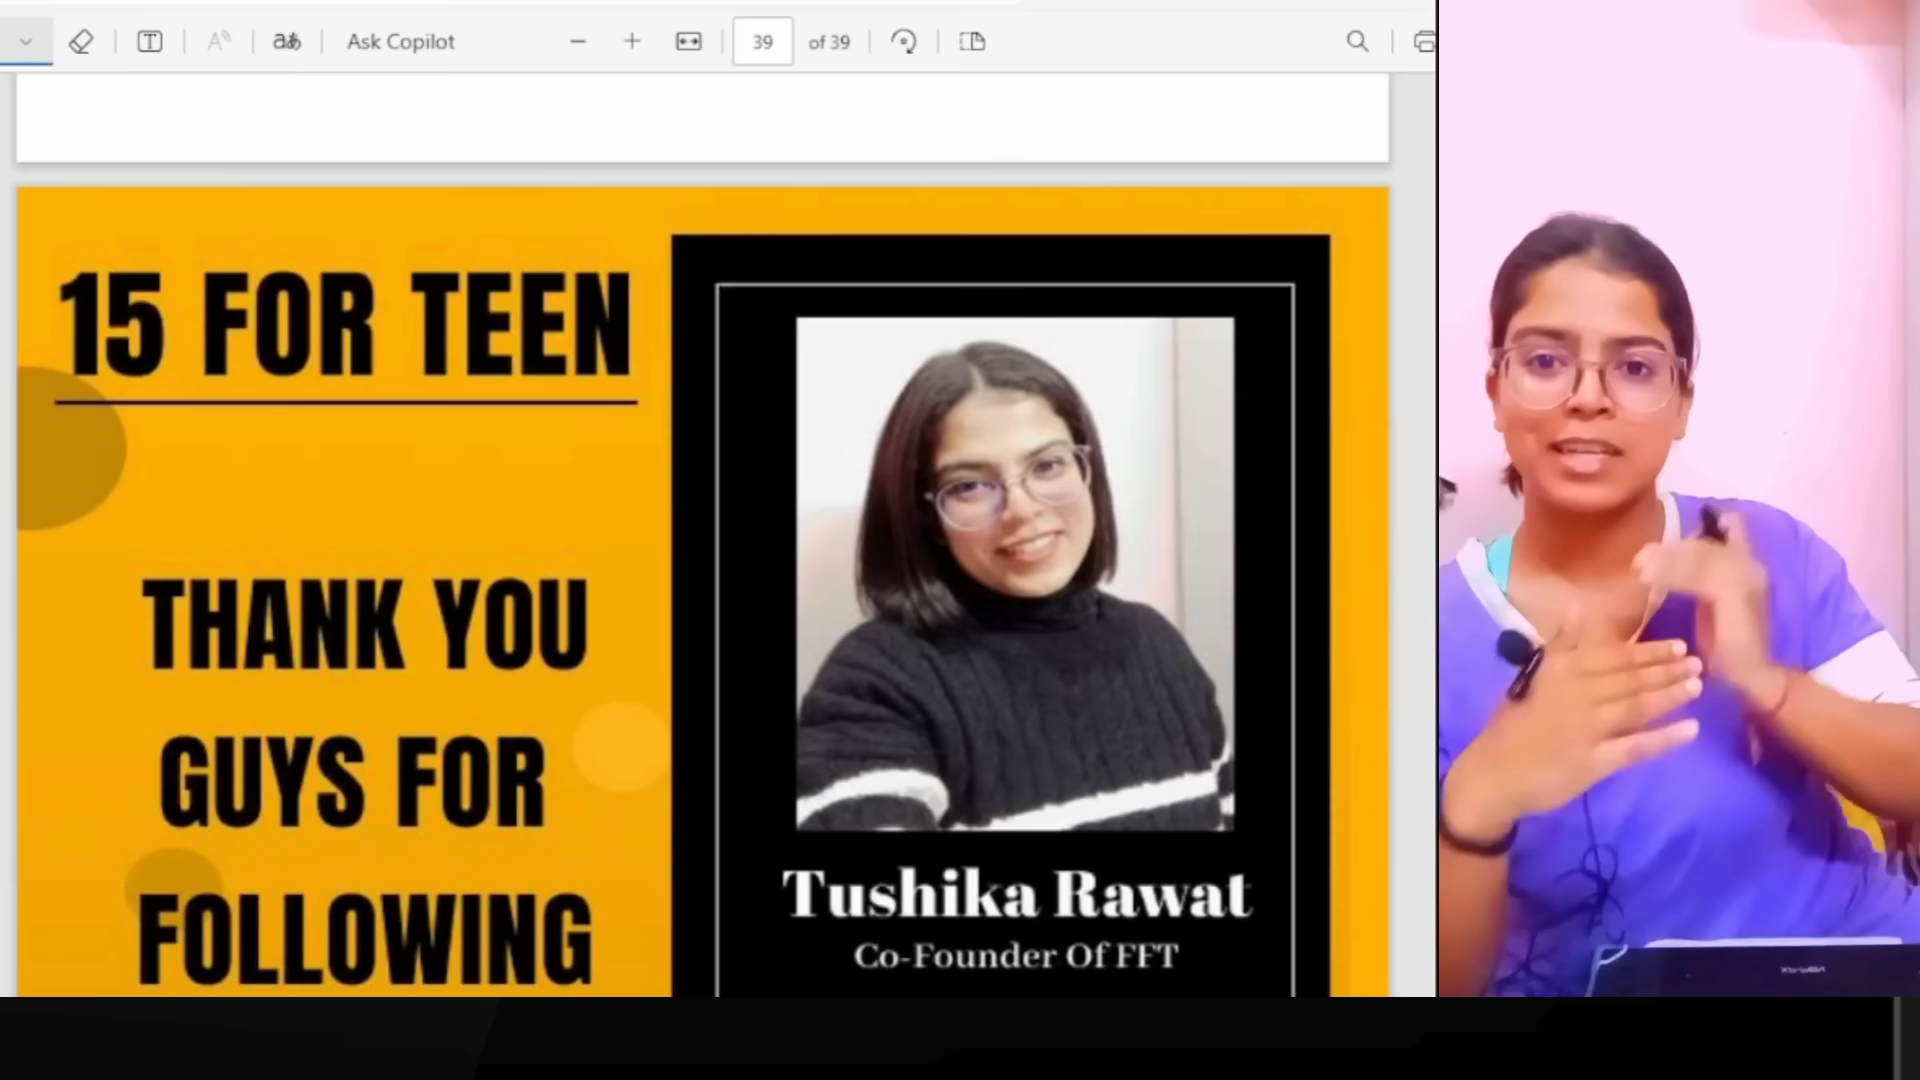 Ask Copilot
39 of 39
15 FOR TEEN
THANK YOU
GUYS FOR
FOLLOWING
Tushika Rawat
Co-Founder Of FFT